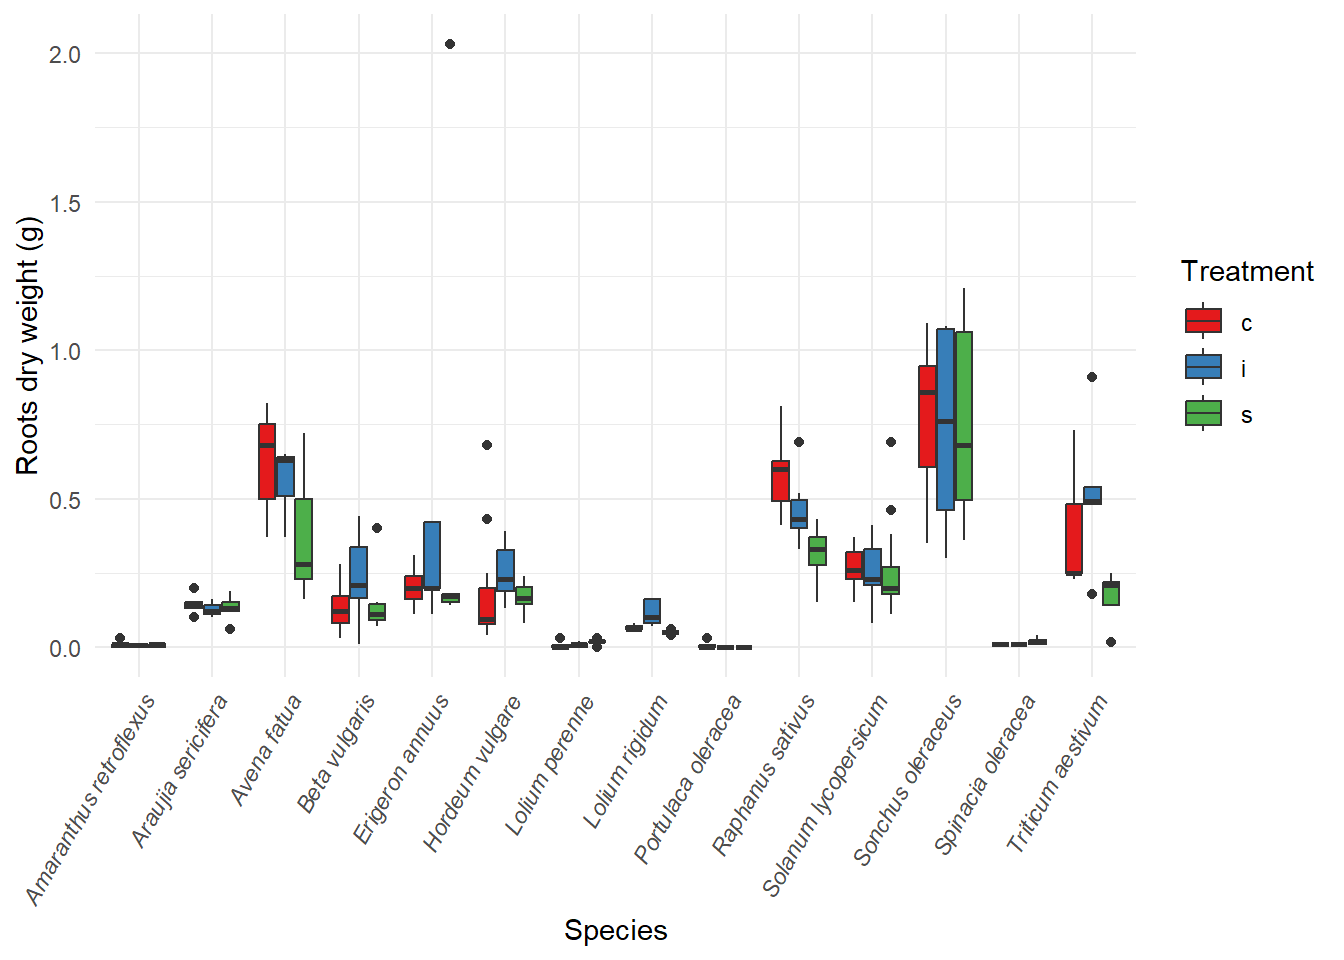 2.0
1.5
1.0
0.5
0.0
Roots dry weight (g)
Amaranthus retroflexus
Araujia sericifera
Avena fatua
Beta vulgaris
Erigeron annuus
Hordeum vulgare
Lolium perenne
Lolium rigidum
Portulaca oleracea
Raphanus sativus
Solanum lycopersicum
Sonchus oleraceus
Spinacia oleracea
Triticum aestivum
Species
Treatment
c
i
s